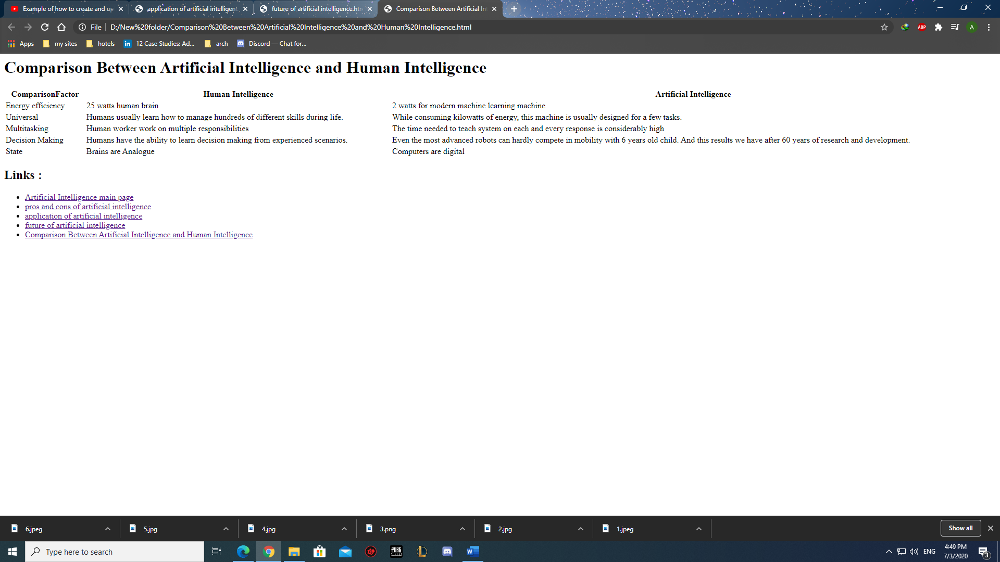 Example of how to create and up
application of artificial intelligent
future of artificial intelligence.htm
Comparison Between Artificial In
File
D:/New%20folder/Comparison%20Between%20Artificial%20Intelligence%20and%20Human%20Intelligence.html
ABP
A
Apps
my sites
hotels
in
12 Case Studies: Ad...
arch
Discord — Chat for...
Comparison Between Artificial Intelligence and Human Intelligence
ComparisonFactor Human Intelligence Artificial Intelligence
Energy efficiency 25 watts human brain 2 watts for modern machine learning machine
Universal Humans usually learn how to manage hundreds of different skills during life. While consuming kilowatts of energy, this machine is usually designed for a few tasks.
Multitasking Human worker work on multiple responsibilities The time needed to teach system on each and every response is considerably high
Decision Making Humans have the ability to learn decision making from experienced scenarios. Even the most advanced robots can hardly compete in mobility with 6 years old child. And this results we have after 60 years of research and development.
State Brains are Analogue Computers are digital
Links :
Artificial Intelligence main page
pros and cons of artificial intelligence
application of artificial intelligence
future of artificial intelligence
Comparison Between Artificial Intelligence and Human Intelligence
6.jpeg
5.jpg
4.jpg
3.png
2.jpg
1.jpeg
Show all
Type here to search
PUBG
W
ENG
4:49 PM
7/3/2020
3